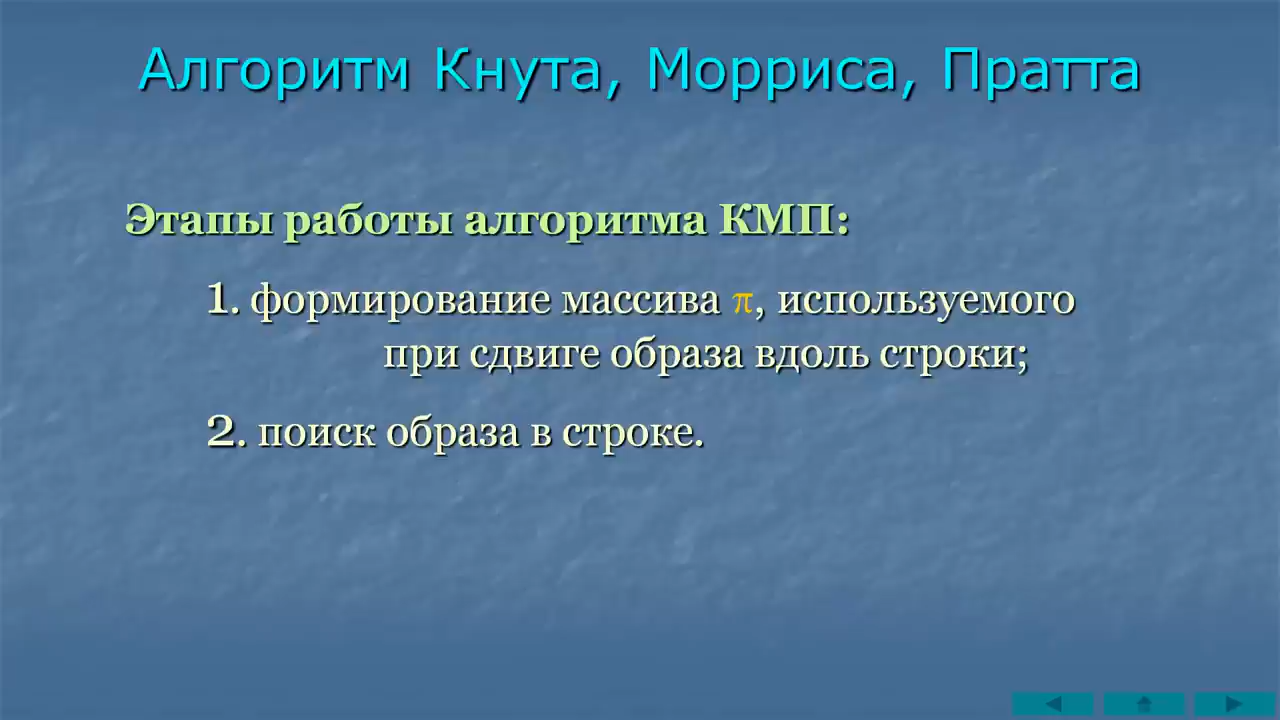 Алгоритм Кнута, Морриса, Пратта
Этапы работы алгоритма КМП:
1. формирование массива π, используемого
при сдвиге образа вдоль строки;
2. поиск образа в строке.